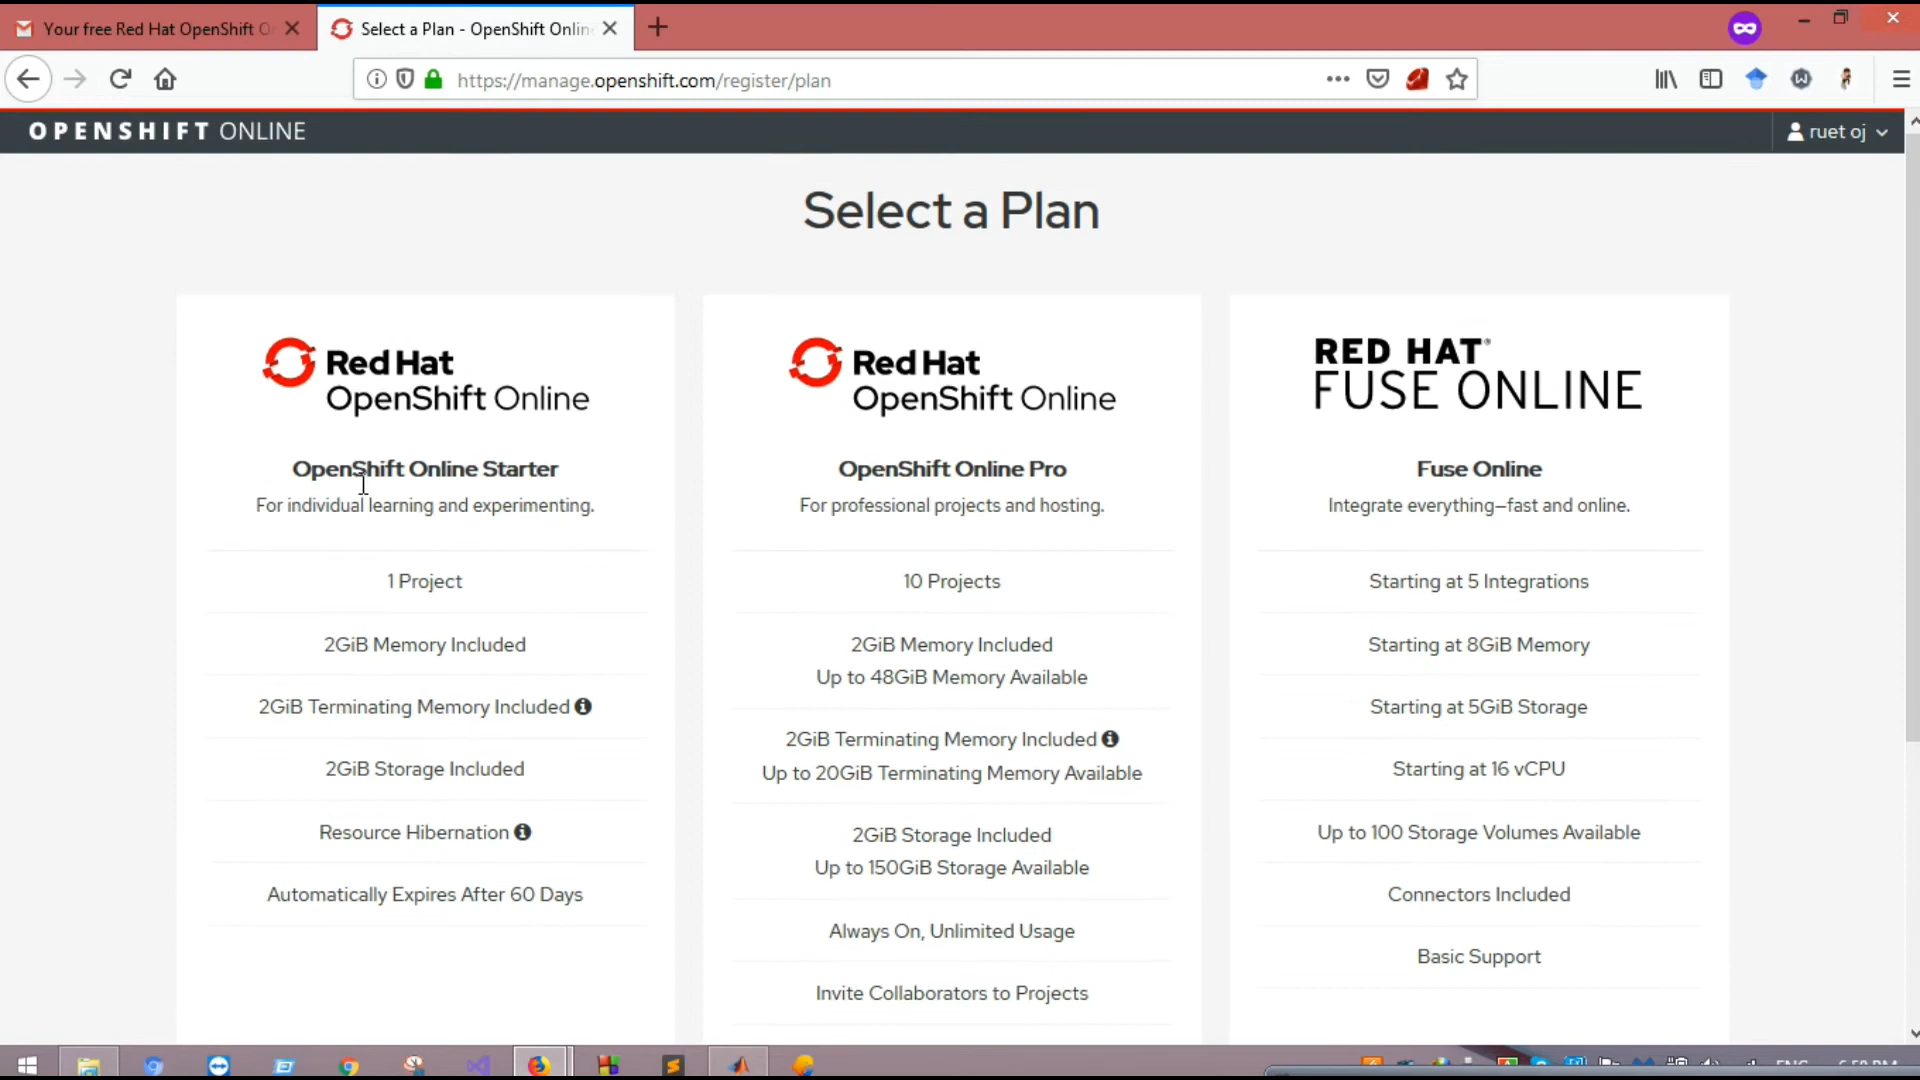 Your free Red Hat OpenShift O
Select a Plan - OpenShift Onlin
https://manage.openshift.com/register/plan
OPENSHIFT ONLINE
ruet oj
Select a Plan
Red Hat
OpenShift Online
OpenShift Online Starter
For individual learning and experimenting.
1 Project
2GiB Memory Included
2GiB Terminating Memory Included
2GiB Storage Included
Resource Hibernation
Automatically Expires After 60 Days
Red Hat
OpenShift Online
OpenShift Online Pro
For professional projects and hosting.
10 Projects
2GiB Memory Included
Up to 48GiB Memory Available
2GiB Terminating Memory Included
Up to 20GiB Terminating Memory Available
2GiB Storage Included
Up to 150GiB Storage Available
Always On, Unlimited Usage
Invite Collaborators to Projects
RED HAT®
FUSE ONLINE
Fuse Online
Integrate everything—fast and online.
Starting at 5 Integrations
Starting at 8GiB Memory
Starting at 5GiB Storage
Starting at 16 vCPU
Up to 100 Storage Volumes Available
Connectors Included
Basic Support